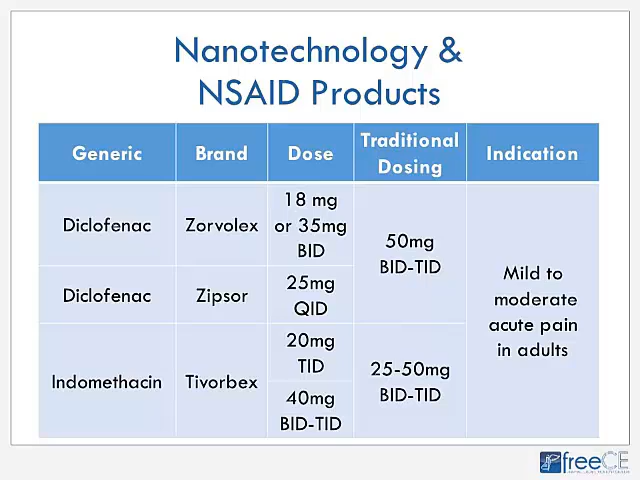 Nanotechnology &
NSAID Products
Generic
Brand
Dose
Traditional
Dosing
Indication
Diclofenac
Zorvolex
18 mg
or 35mg
BID
50mg
BID-TID
Mild to
moderate
acute pain
in adults
Diclofenac
Zipsor
25mg
QID
Indomethacin
Tivorbex
20mg
TID
40mg
BID-TID
25-50mg
BID-TID
freeCE